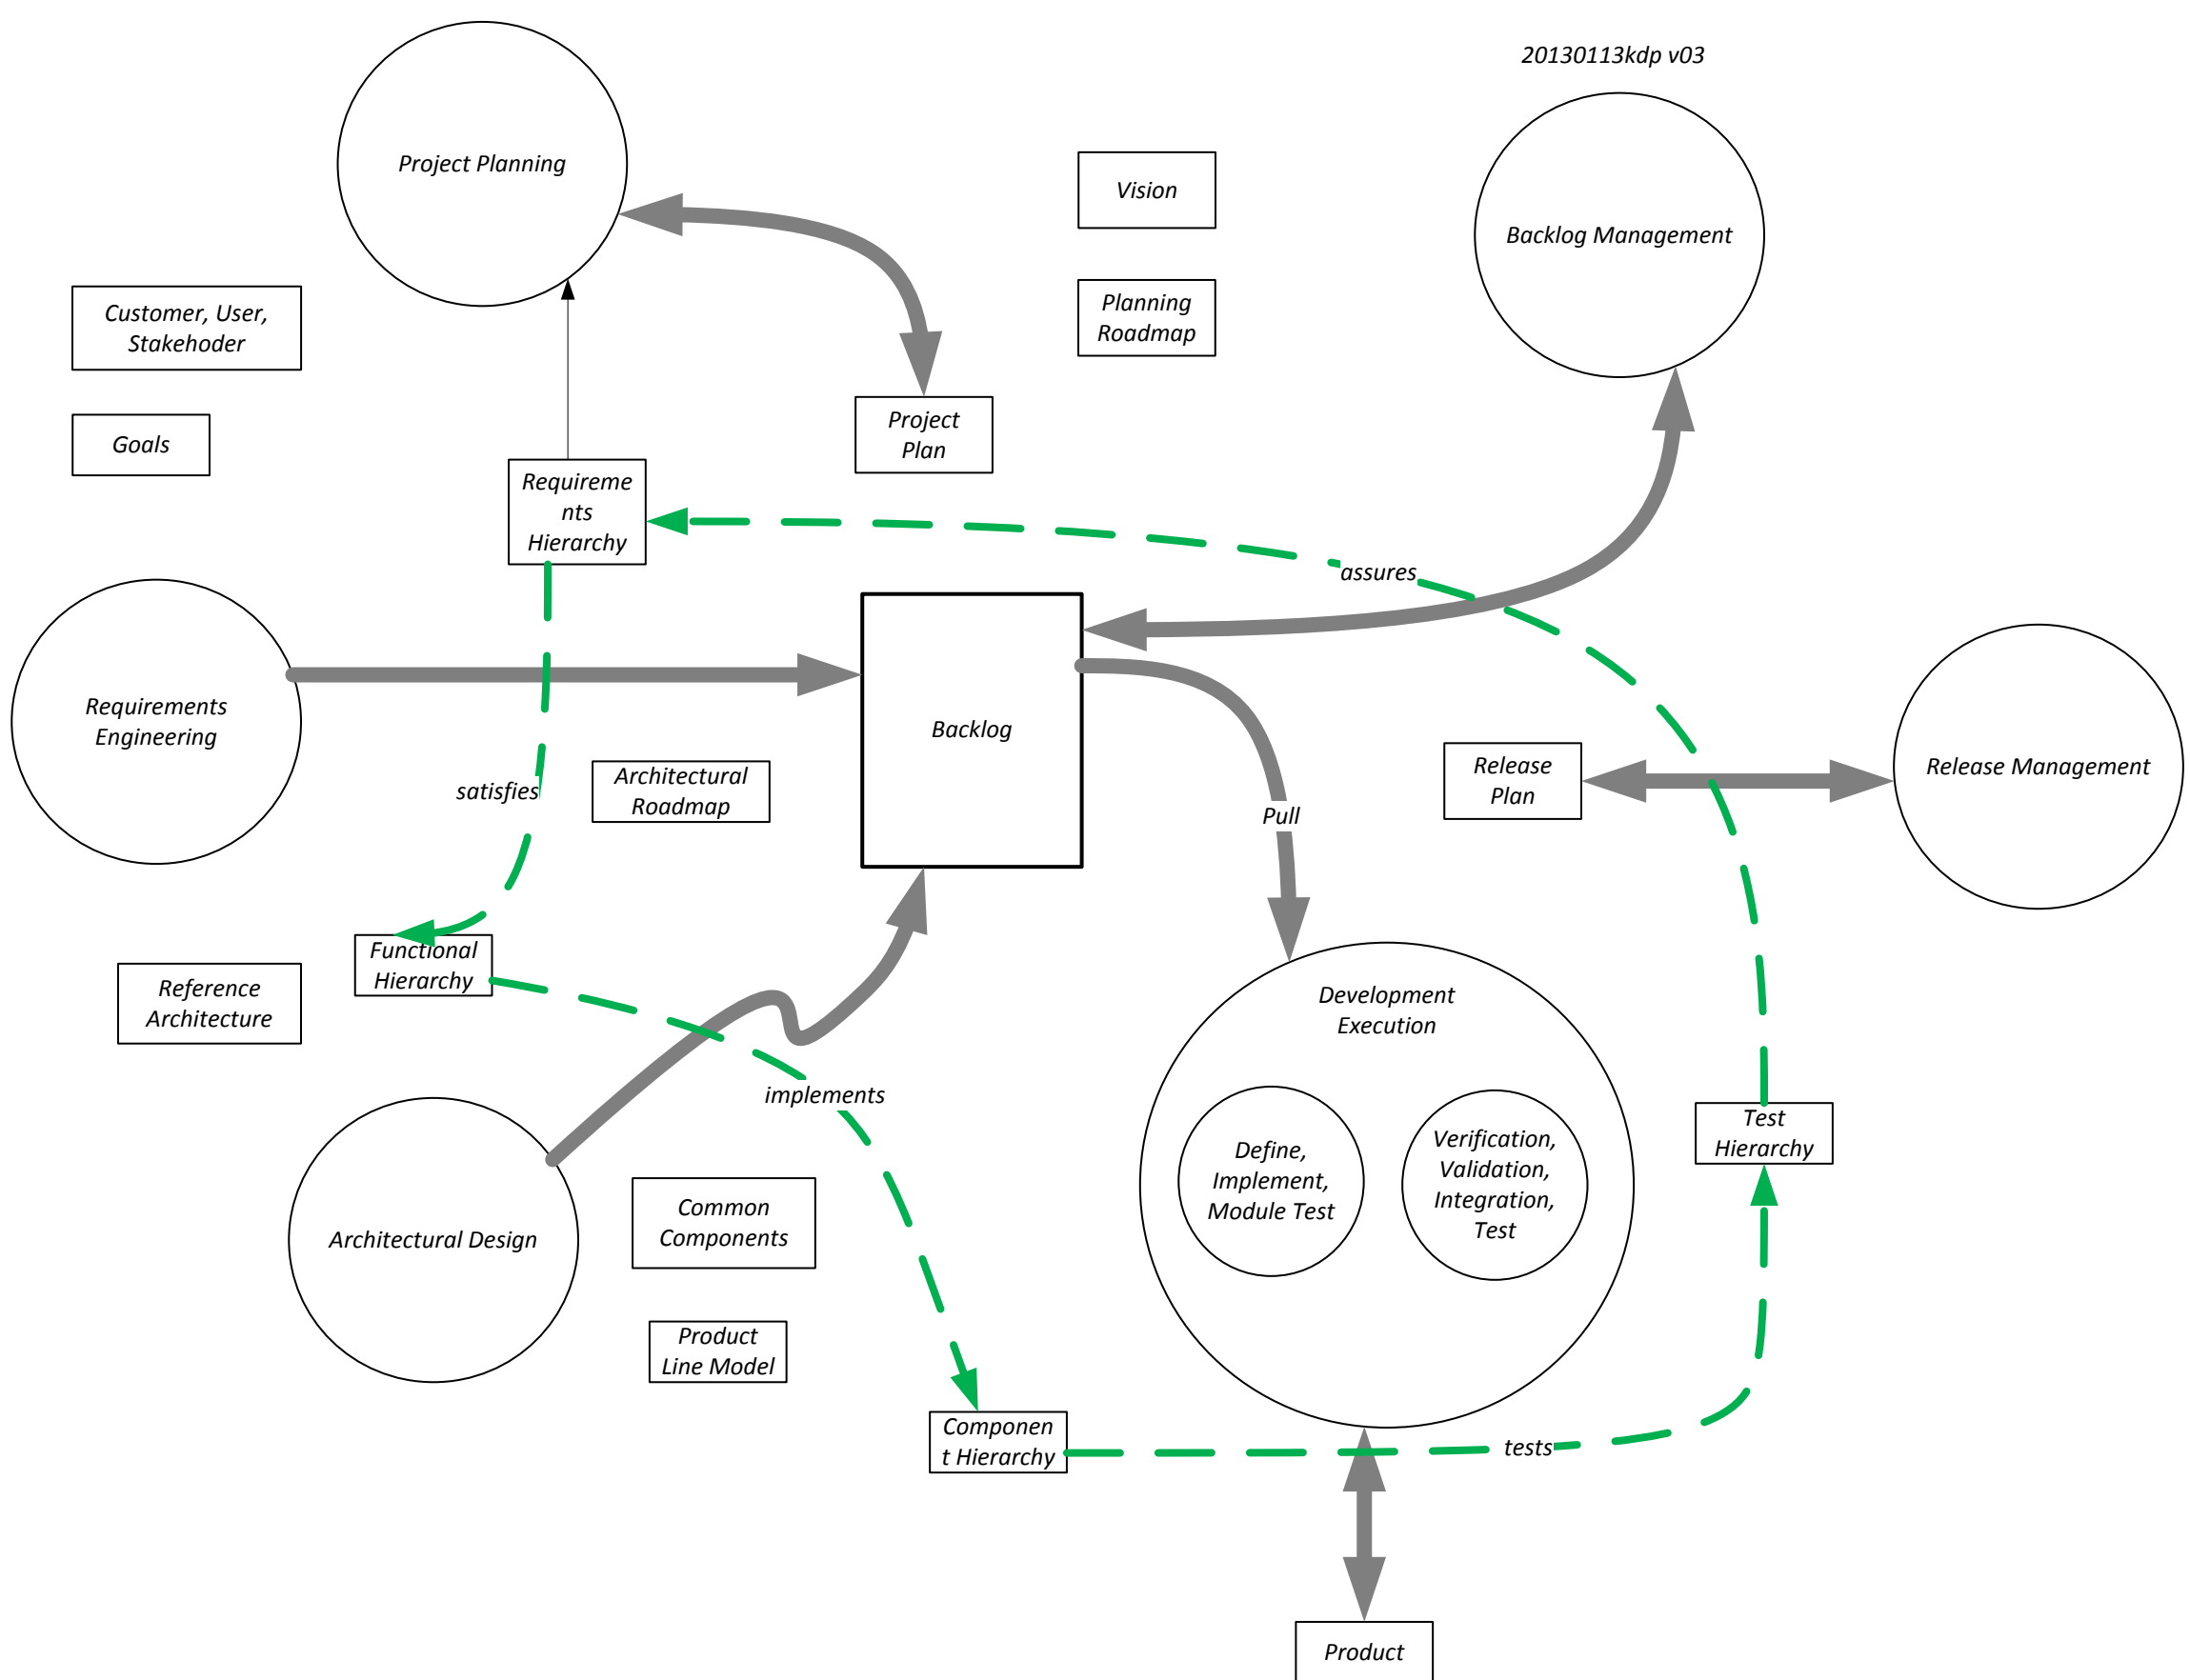 20130113kdp v03
Project Planning
Vision
Backlog Management
Customer, User,
Stakehoder
Planning
Roadmap
Goals
Project
Plan
Requireme
nts
Hierarchy
assures
Requirements
Engineering
Backlog
Release
Plan
Release Management
satisfies
Architectural
Roadmap
Pull
Functional
Hierarchy
Reference
Architecture
Development
Execution
implements
Define,
Implement,
Module Test
Verification,
Validation,
Integration,
Test
Test
Hierarchy
Architectural Design
Common
Components
Product
Line Model
Componen
t Hierarchy
tests
Product